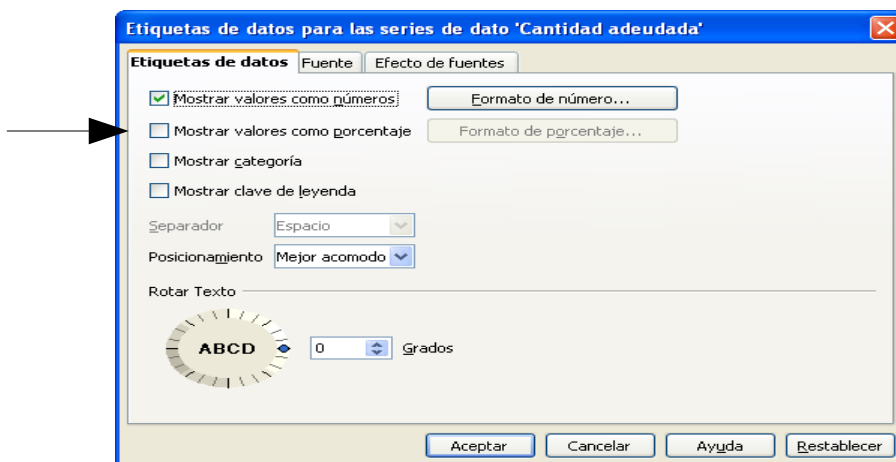 Etiquetas de datos para las series de dato 'Cantidad adeudada'
Etiquetas de datos Fuente Efecto de fuentes
Mostrar valores como números Formato de número...
Mostrar valores como porcentaje Formato de porcentaje...
Mostrar categoría
Mostrar clave de leyenda
Separador Espacio
Posicionamiento Mejor acomodo
Rotar Texto
ABCD 0 Grados
Aceptar Cancelar Ayuda Restablecer